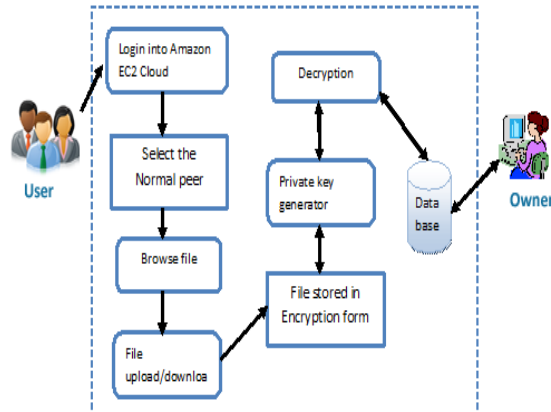 Login into Amazon
EC2 Cloud
Select the
Normal peer
Browse file
File
upload/downloa
User
Decryption
Private key
generator
File stored in
Encryption form
Data
base
Owner